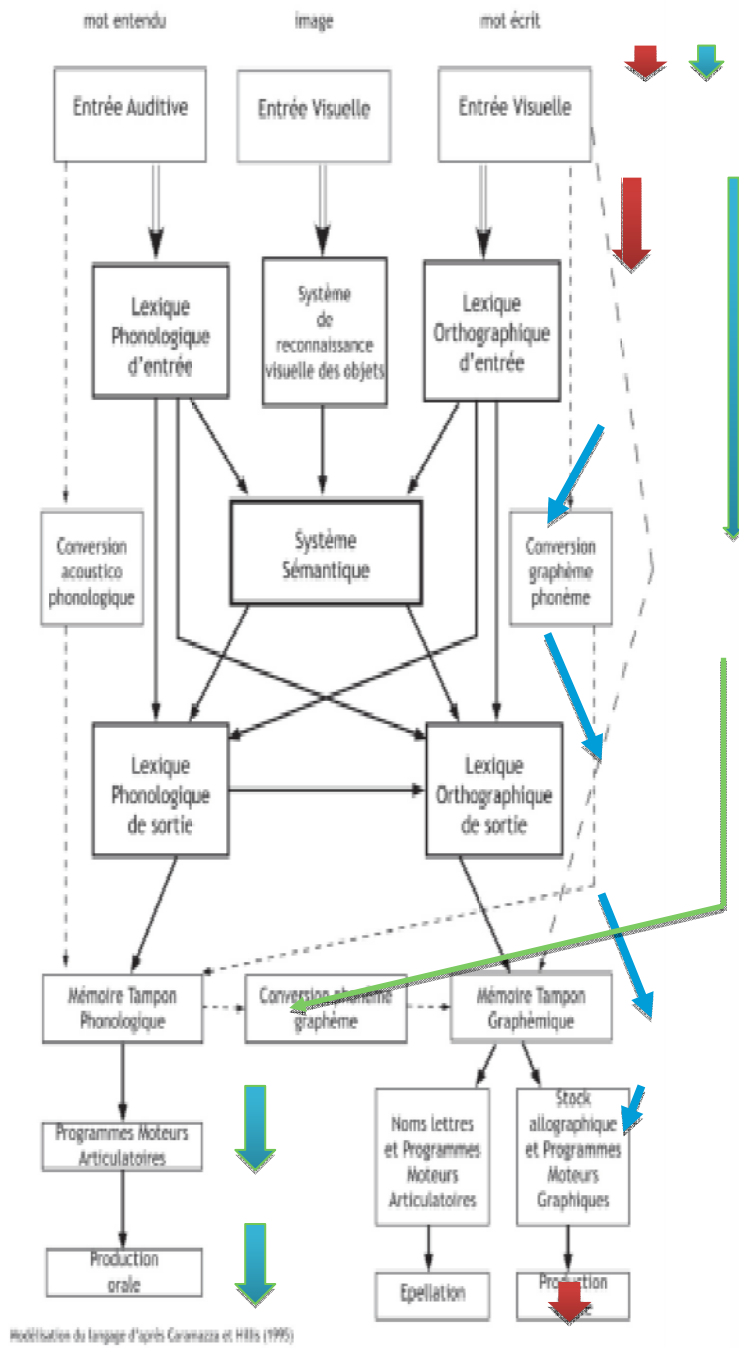 mot entendu
image
mot écrit
Entrée Auditive
Entrée Visuelle
Entrée Visuelle
Lexique
Phonologique
d'entrée
Système
de
reconnaissance
visuelle des objets
Lexique
Orthographique
d'entrée
Conversion
acoustico
phonologique
Système
Sémantique
Conversion
graphème
phonème
Lexique
Phonologique
de sortie
Lexique
Orthographique
de sortie
Mémoire Tampon
Phonologique
Conversion phonème
graphème
Mémoire Tampon
Graphèmique
Programmes Moteurs
Articulatoires
Noms lettres
et Programmes
Moteurs
Articulatoires
Stock
allographique
et Programmes
Moteurs
Graphiques
Production
orale
Epellation
Modélisation du langage d'après Caramazza et Hillis (1995)